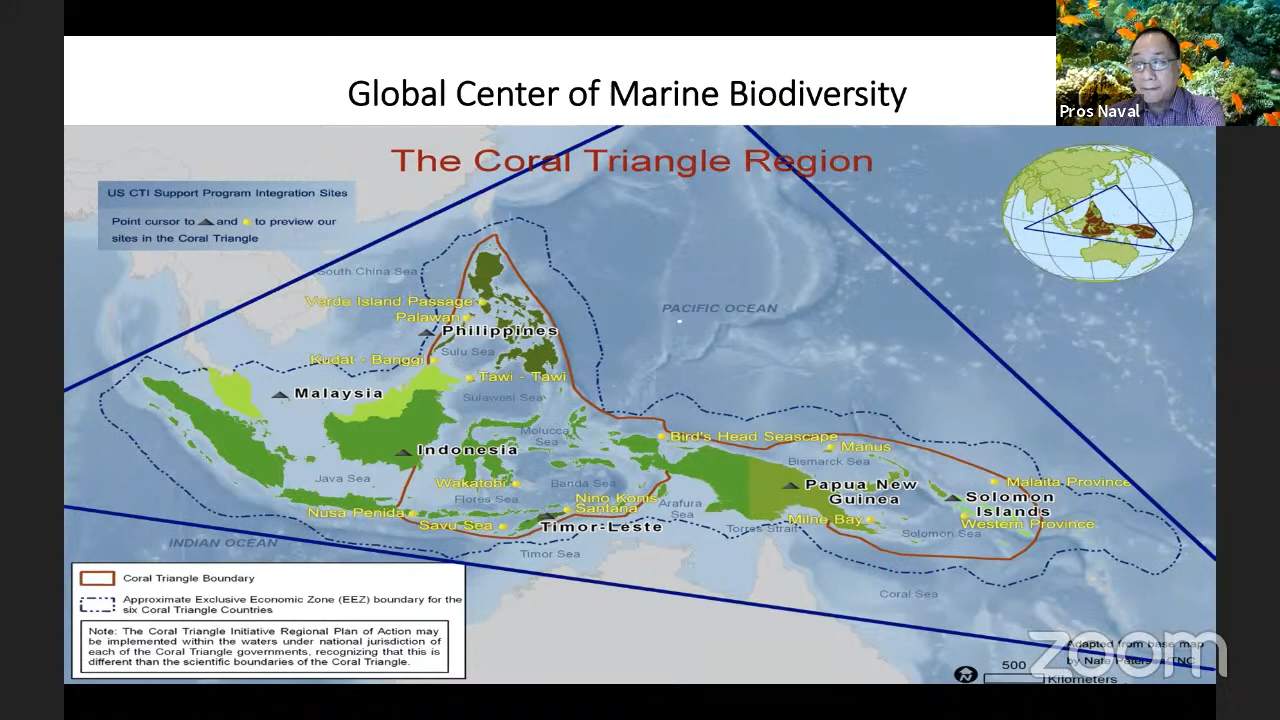 Global Center of Marine Biodiversity
Pros Naval
The Coral Triangle Region
US CTI Support Program Integration Sites
Point cursor to and to preview our
sites in the Coral Triangle
South China Sea
Verde Island Passage
Palawan
Philippines
PACIFIC OCEAN
Sulu Sea
Kudat - Banggi
Tawi - Tawi
Malaysia
Sulawesi Sea
Molucca
Sea
Bird's Head Seascape
Manus
Indonesia
Bismarck Sea
Java Sea
Wakatobi
Banda Sea
Malaita Province
Papua New
Guinea
Flores Sea
Nino Konis
Santana
Arafura
Sea
Solomon
Islands
Nusa Penida
Savu Sea
Timor-Leste
Torres Strait
Milne Bay
Western Province
Solomon Sea
INDIAN OCEAN
Timor Sea
Coral Sea
Coral Triangle Boundary
Approximate Exclusive Economic Zone (EEZ) boundary for the
six Coral Triangle Countries
Note: The Coral Triangle Initiative Regional Plan of Action may
be implemented within the waters under national jurisdiction of
each of the Coral Triangle governments, recognizing that this is
different than the scientific boundaries of the Coral Triangle.
Adapted from base map
by Nate Peterson TNC
zoom
N
500
Kilometers